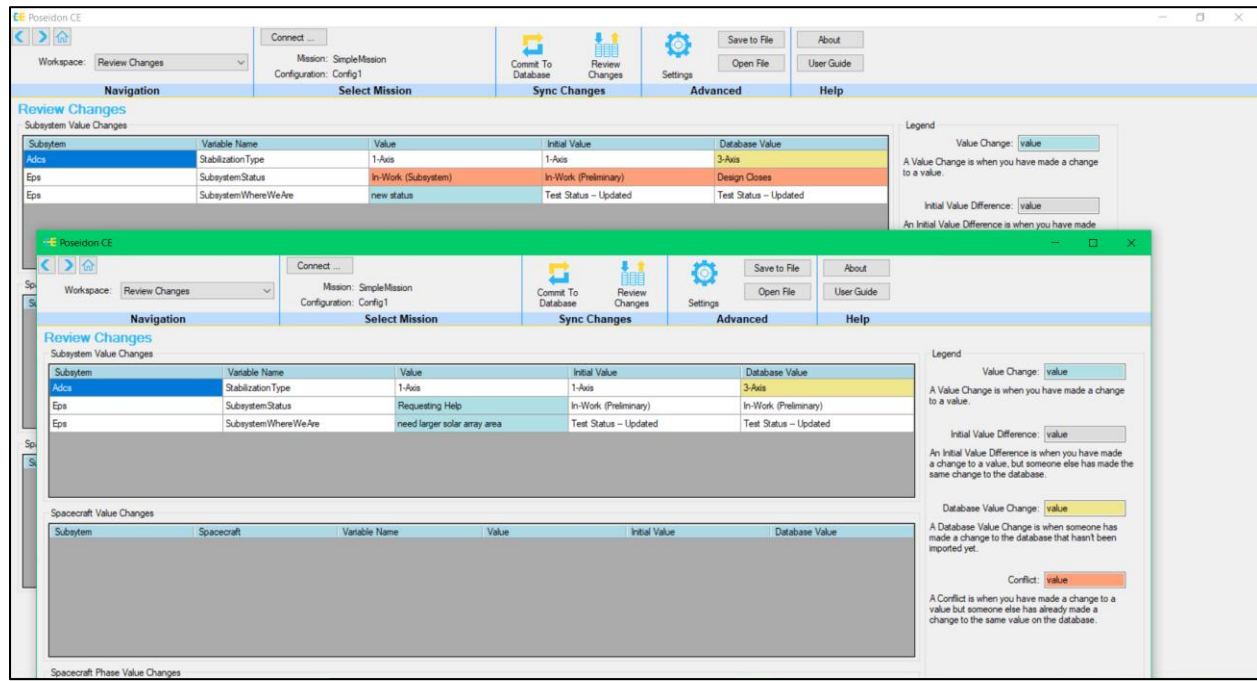 Poseidon CE
Connect ...
Workspace: Review Changes
Mission: SimpleMission
Configuration: Config1
Commit To Database
Review Changes
Settings
Save to File
Open File
About
User Guide
Navigation
Select Mission
Sync Changes
Advanced
Help
Review Changes
Subsystem Value Changes
Subsytem Variable Name Value Initial Value Database Value
Adcs StabilizationType 1-Axis 1-Axis 3-Axis
Eps SubsystemStatus In-Work (Subsystem) In-Work (Preliminary) Design Closes
Eps SubsystemWhereWeAre new status Test Status -- Updated Test Status -- Updated
Legend
Value Change: value
A Value Change is when you have made a change
to a value.
Initial Value Difference: value
An Initial Value Difference is when you have made
Poseidon CE
Connect ...
Workspace: Review Changes
Mission: SimpleMission
Configuration: Config1
Commit To Database
Review Changes
Settings
Save to File
Open File
About
User Guide
Navigation
Select Mission
Sync Changes
Advanced
Help
Review Changes
Subsystem Value Changes
Subsytem Variable Name Value Initial Value Database Value
Adcs StabilizationType 1-Axis 1-Axis 3-Axis
Eps SubsystemStatus Requesting Help In-Work (Preliminary) In-Work (Preliminary)
Eps SubsystemWhereWeAre need larger solar array area Test Status -- Updated Test Status -- Updated
Spacecraft Value Changes
Subsytem Spacecraft Variable Name Value Initial Value Database Value
Spacecraft Phase Value Changes
Legend
Value Change: value
A Value Change is when you have made a change
to a value.
Initial Value Difference: value
An Initial Value Difference is when you have made
a change to a value, but someone else has made the
same change to the database.
Database Value Change: value
A Database Value Change is when someone has
made a change to the database that hasn't been
imported yet.
Conflict: value
A Conflict is when you have made a change to a
value but someone else has already made a
change to the same value on the database.